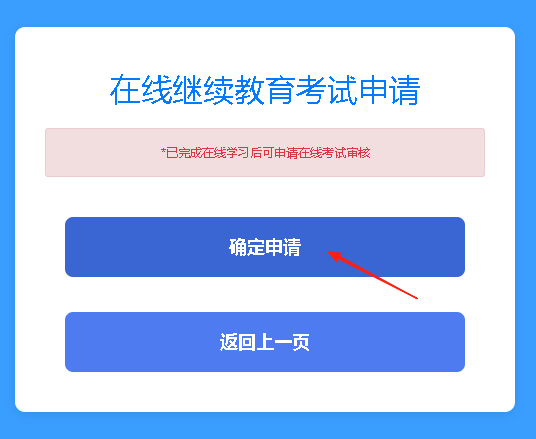 在线继续教育考试申请
*已完成在线学习后可申请在线考试审核
确定申请
返回上一页